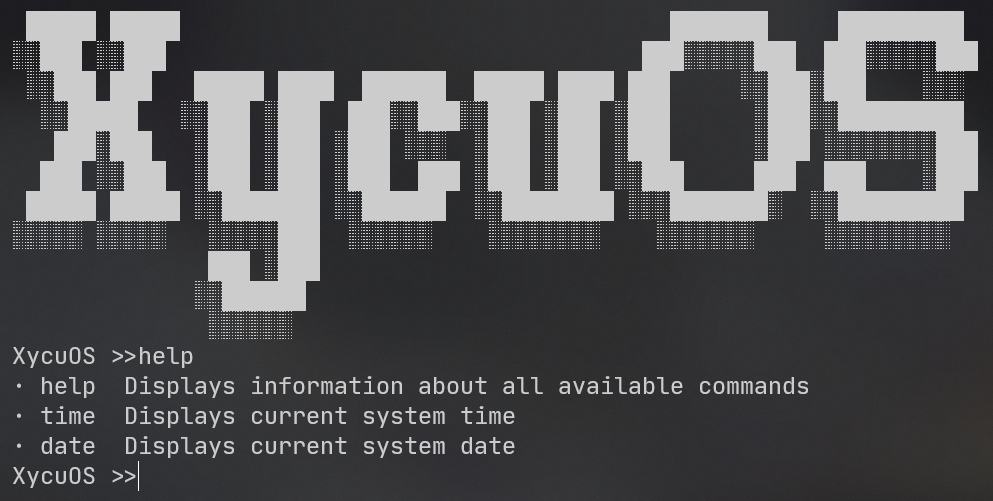 XycuOS
XycuOS >>help
· help  Displays information about all available commands
· time  Displays current system time
· date  Displays current system date
XycuOS >>